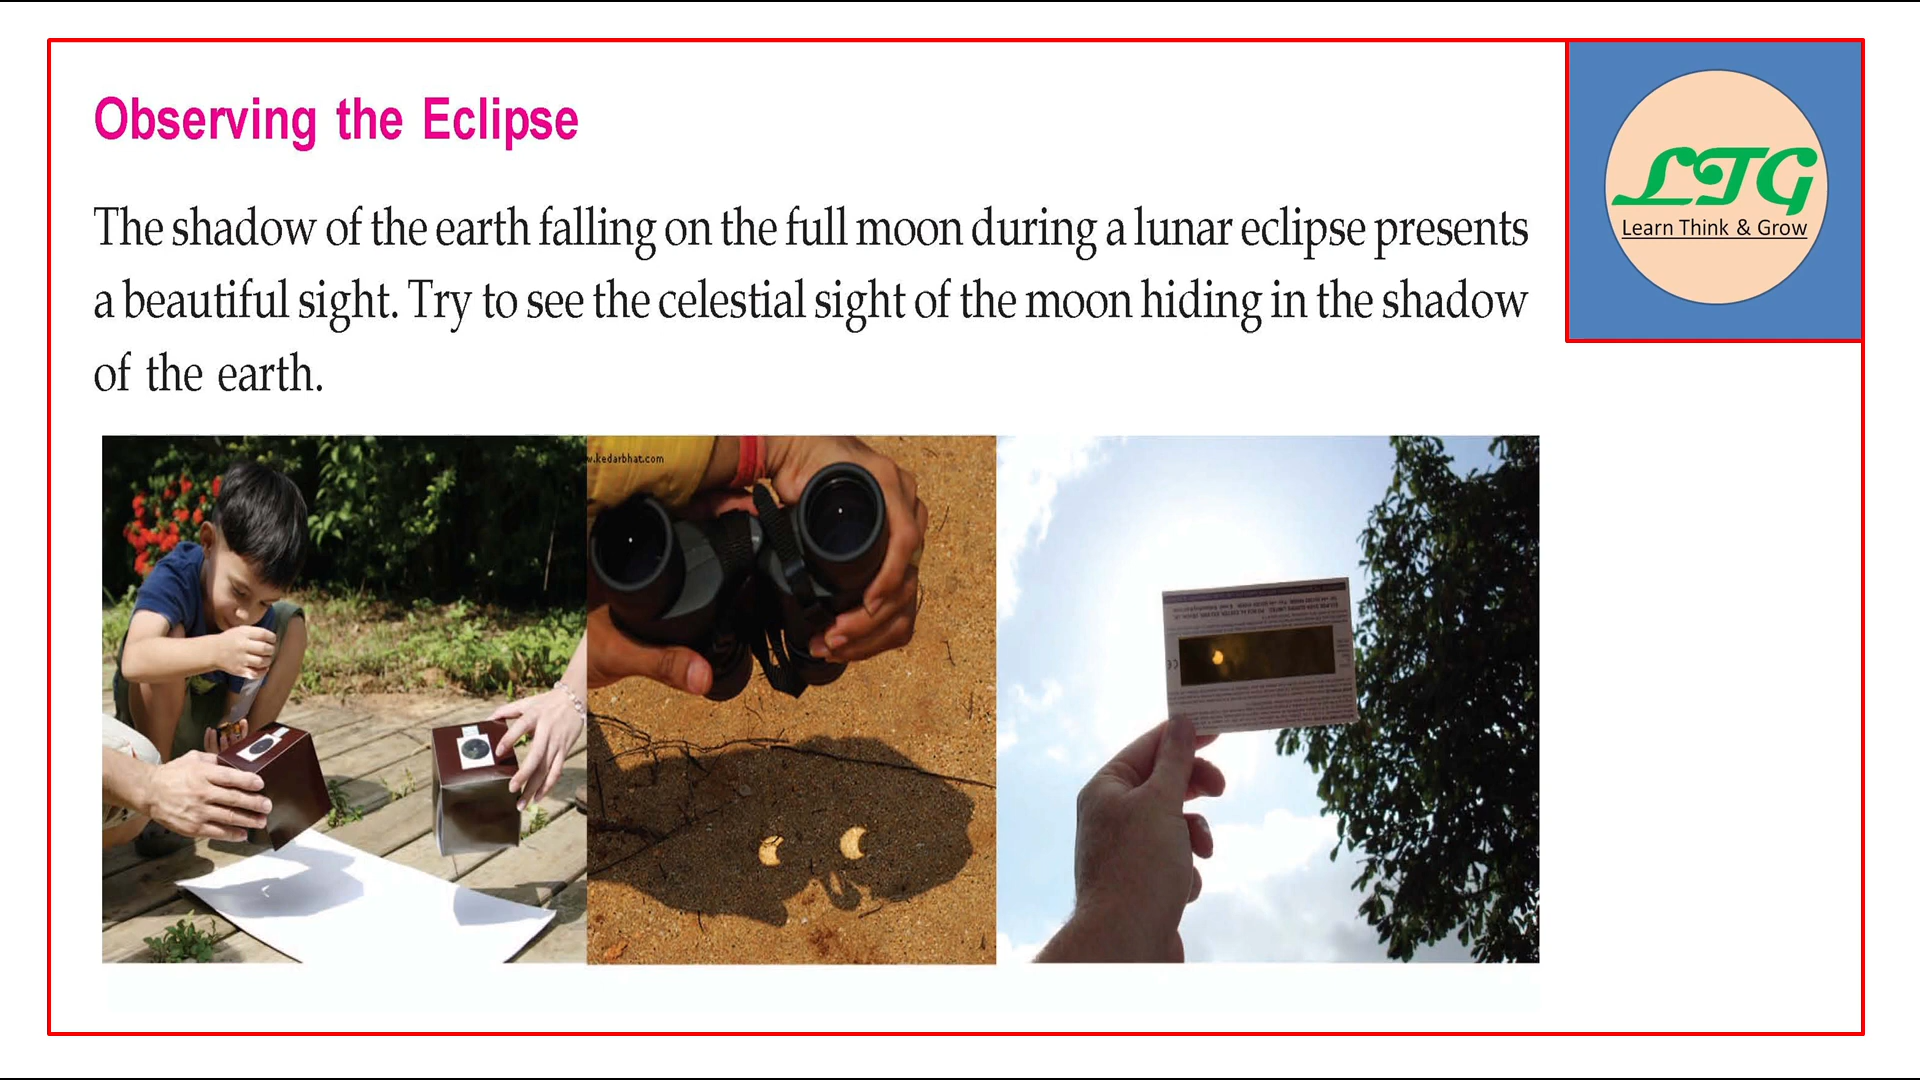 Observing the Eclipse
The shadow of the earth falling on the full moon during a lunar eclipse presents
a beautiful sight. Try to see the celestial sight of the moon hiding in the shadow
of the earth.
LTG
Learn Think & Grow
w.kedarbhat.com